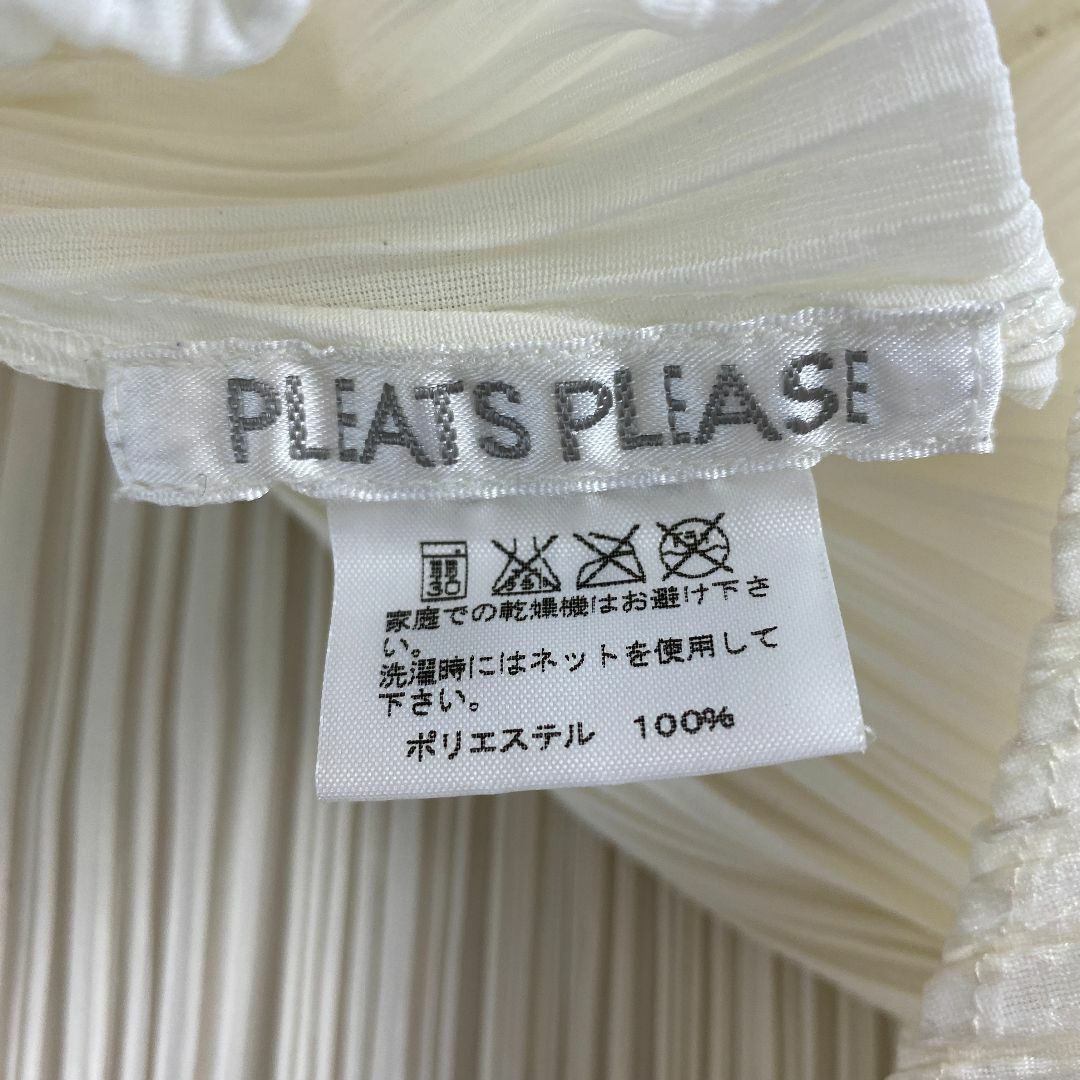 PLEATS PLEASE
30
家庭での乾燥機はお避け下さ
い。
洗濯時にはネットを使用して
下さい。
ポリエステル 100%